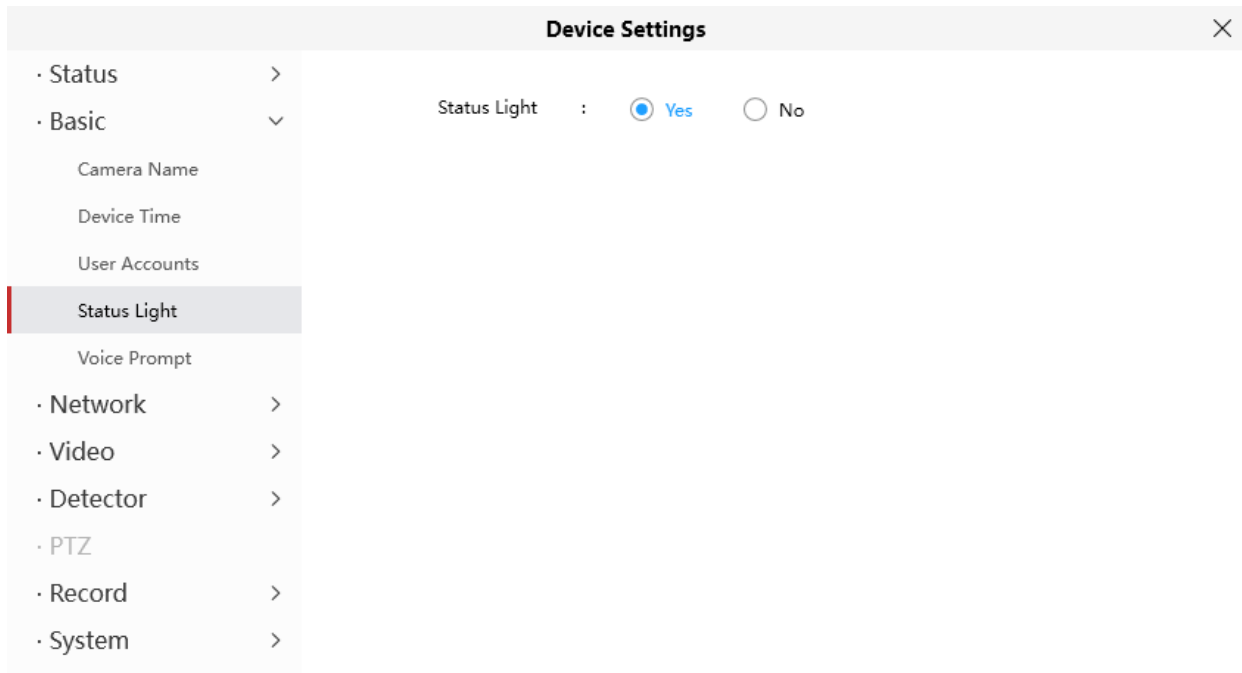 Device Settings
· Status
· Basic
Camera Name
Device Time
User Accounts
Status Light
Voice Prompt
· Network
· Video
· Detector
· PTZ
· Record
· System
Status Light : Yes No